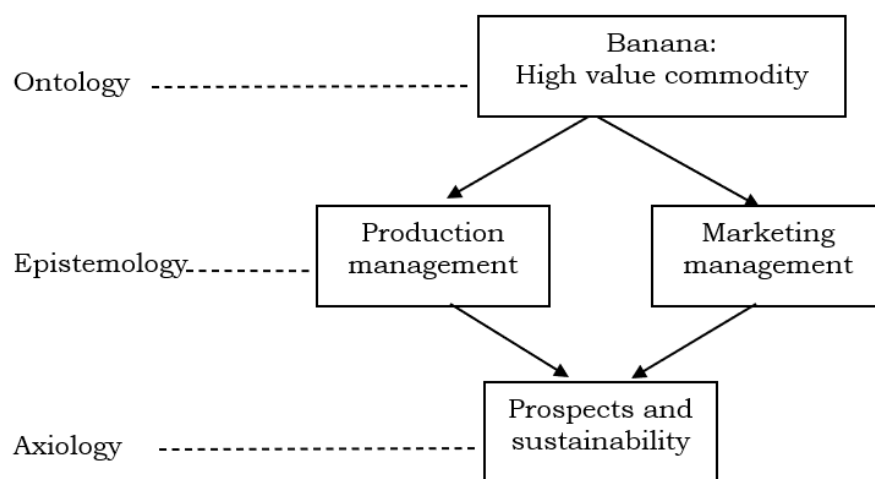 Banana:
Ontology
High value commodity
Production
management
Marketing
management
Epistemology
Prospects and
sustainability
Axiology